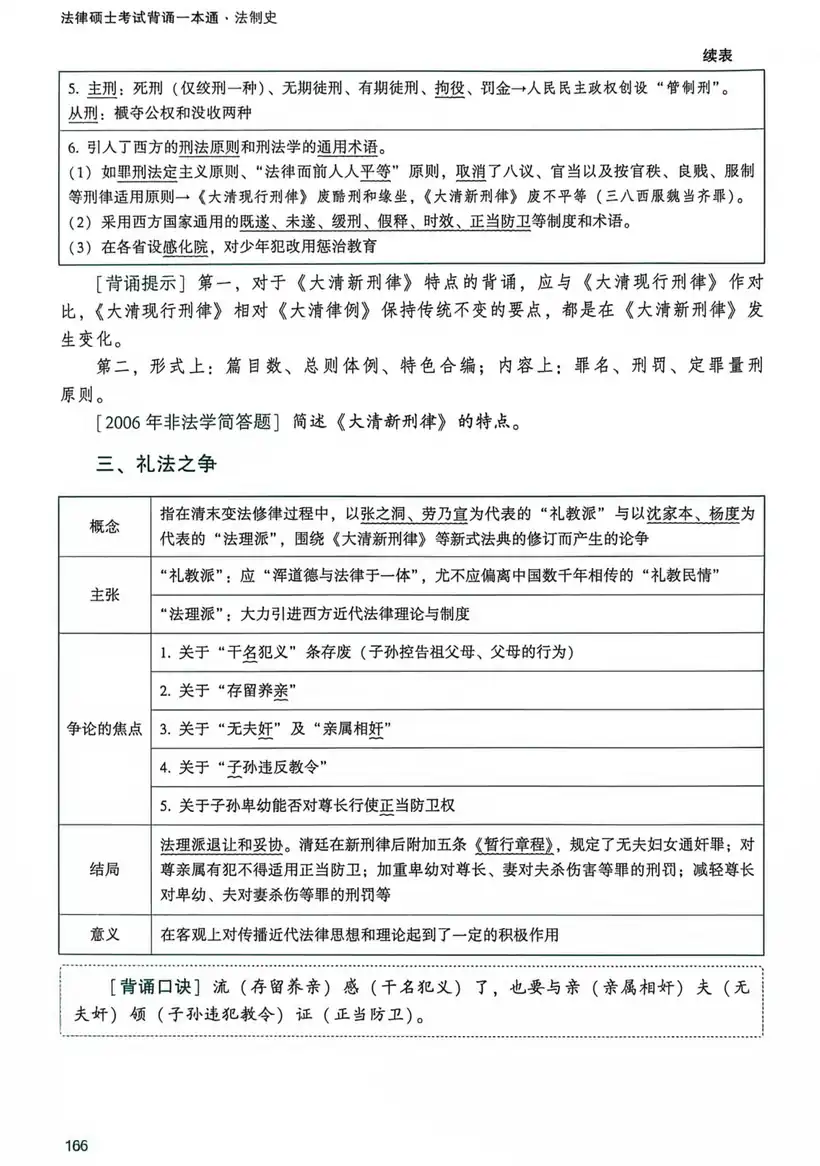 法律硕士考试背诵一本通·法制史
续表
5. 主刑：死刑（仅绞刑一种）、无期徒刑、有期徒刑、拘役、罚金→人民民主政权创设“管制刑”。
从刑：褫夺公权和没收两种
6. 引人了西方的刑法原则和刑法学的通用术语。
（1）如罪刑法定主义原则、“法律面前人人平等”原则，取消了八议、官当以及按官秩、良贱、服制
等刑律适用原则→《大清现行刑律》废酷刑和缘坐，《大清新刑律》废不平等（三八西服魏当齐罪）。
（2）采用西方国家通用的既遂、未遂、缓刑、假释、时效、正当防卫等制度和术语。
（3）在各省设感化院，对少年犯改用惩治教育
［背诵提示］第一，对于《大清新刑律》特点的背诵，应与《大清现行刑律》作对
比，《大清现行刑律》相对《大清律例》保持传统不变的要点，都是在《大清新刑律》发
生变化。
第二，形式上：篇目数、总则体例、特色合编；内容上：罪名、刑罚、定罪量刑
原则。
［2006 年非法学简答题］简述《大清新刑律》的特点。
三、礼法之争
概念
指在清末变法修律过程中，以张之洞、劳乃宣为代表的“礼教派”与以沈家本、杨度为
代表的“法理派”，围绕《大清新刑律》等新式法典的修订而产生的论争
主张
“礼教派”：应“浑道德与法律于一体”，尤不应偏离中国数千年相传的“礼教民情”
“法理派”：大力引进西方近代法律理论与制度
争论的焦点
1. 关于“干名犯义”条存废（子孙控告祖父母、父母的行为）
2. 关于“存留养亲”
3. 关于“无夫奸”及“亲属相奸”
4. 关于“子孙违反教令”
5. 关于子孙卑幼能否对尊长行使正当防卫权
结局
法理派退让和妥协。清廷在新刑律后附加五条《暂行章程》，规定了无夫妇女通奸罪；对
尊亲属有犯不得适用正当防卫；加重卑幼对尊长、妻对夫杀伤害等罪的刑罚；减轻尊长
对卑幼、夫对妻杀伤等罪的刑罚等
意义
在客观上对传播近代法律思想和理论起到了一定的积极作用
［背诵口诀］流（存留养亲）感（干名犯义）了，也要与亲（亲属相奸）夫（无
夫奸）领（子孙违犯教令）证（正当防卫）。
166